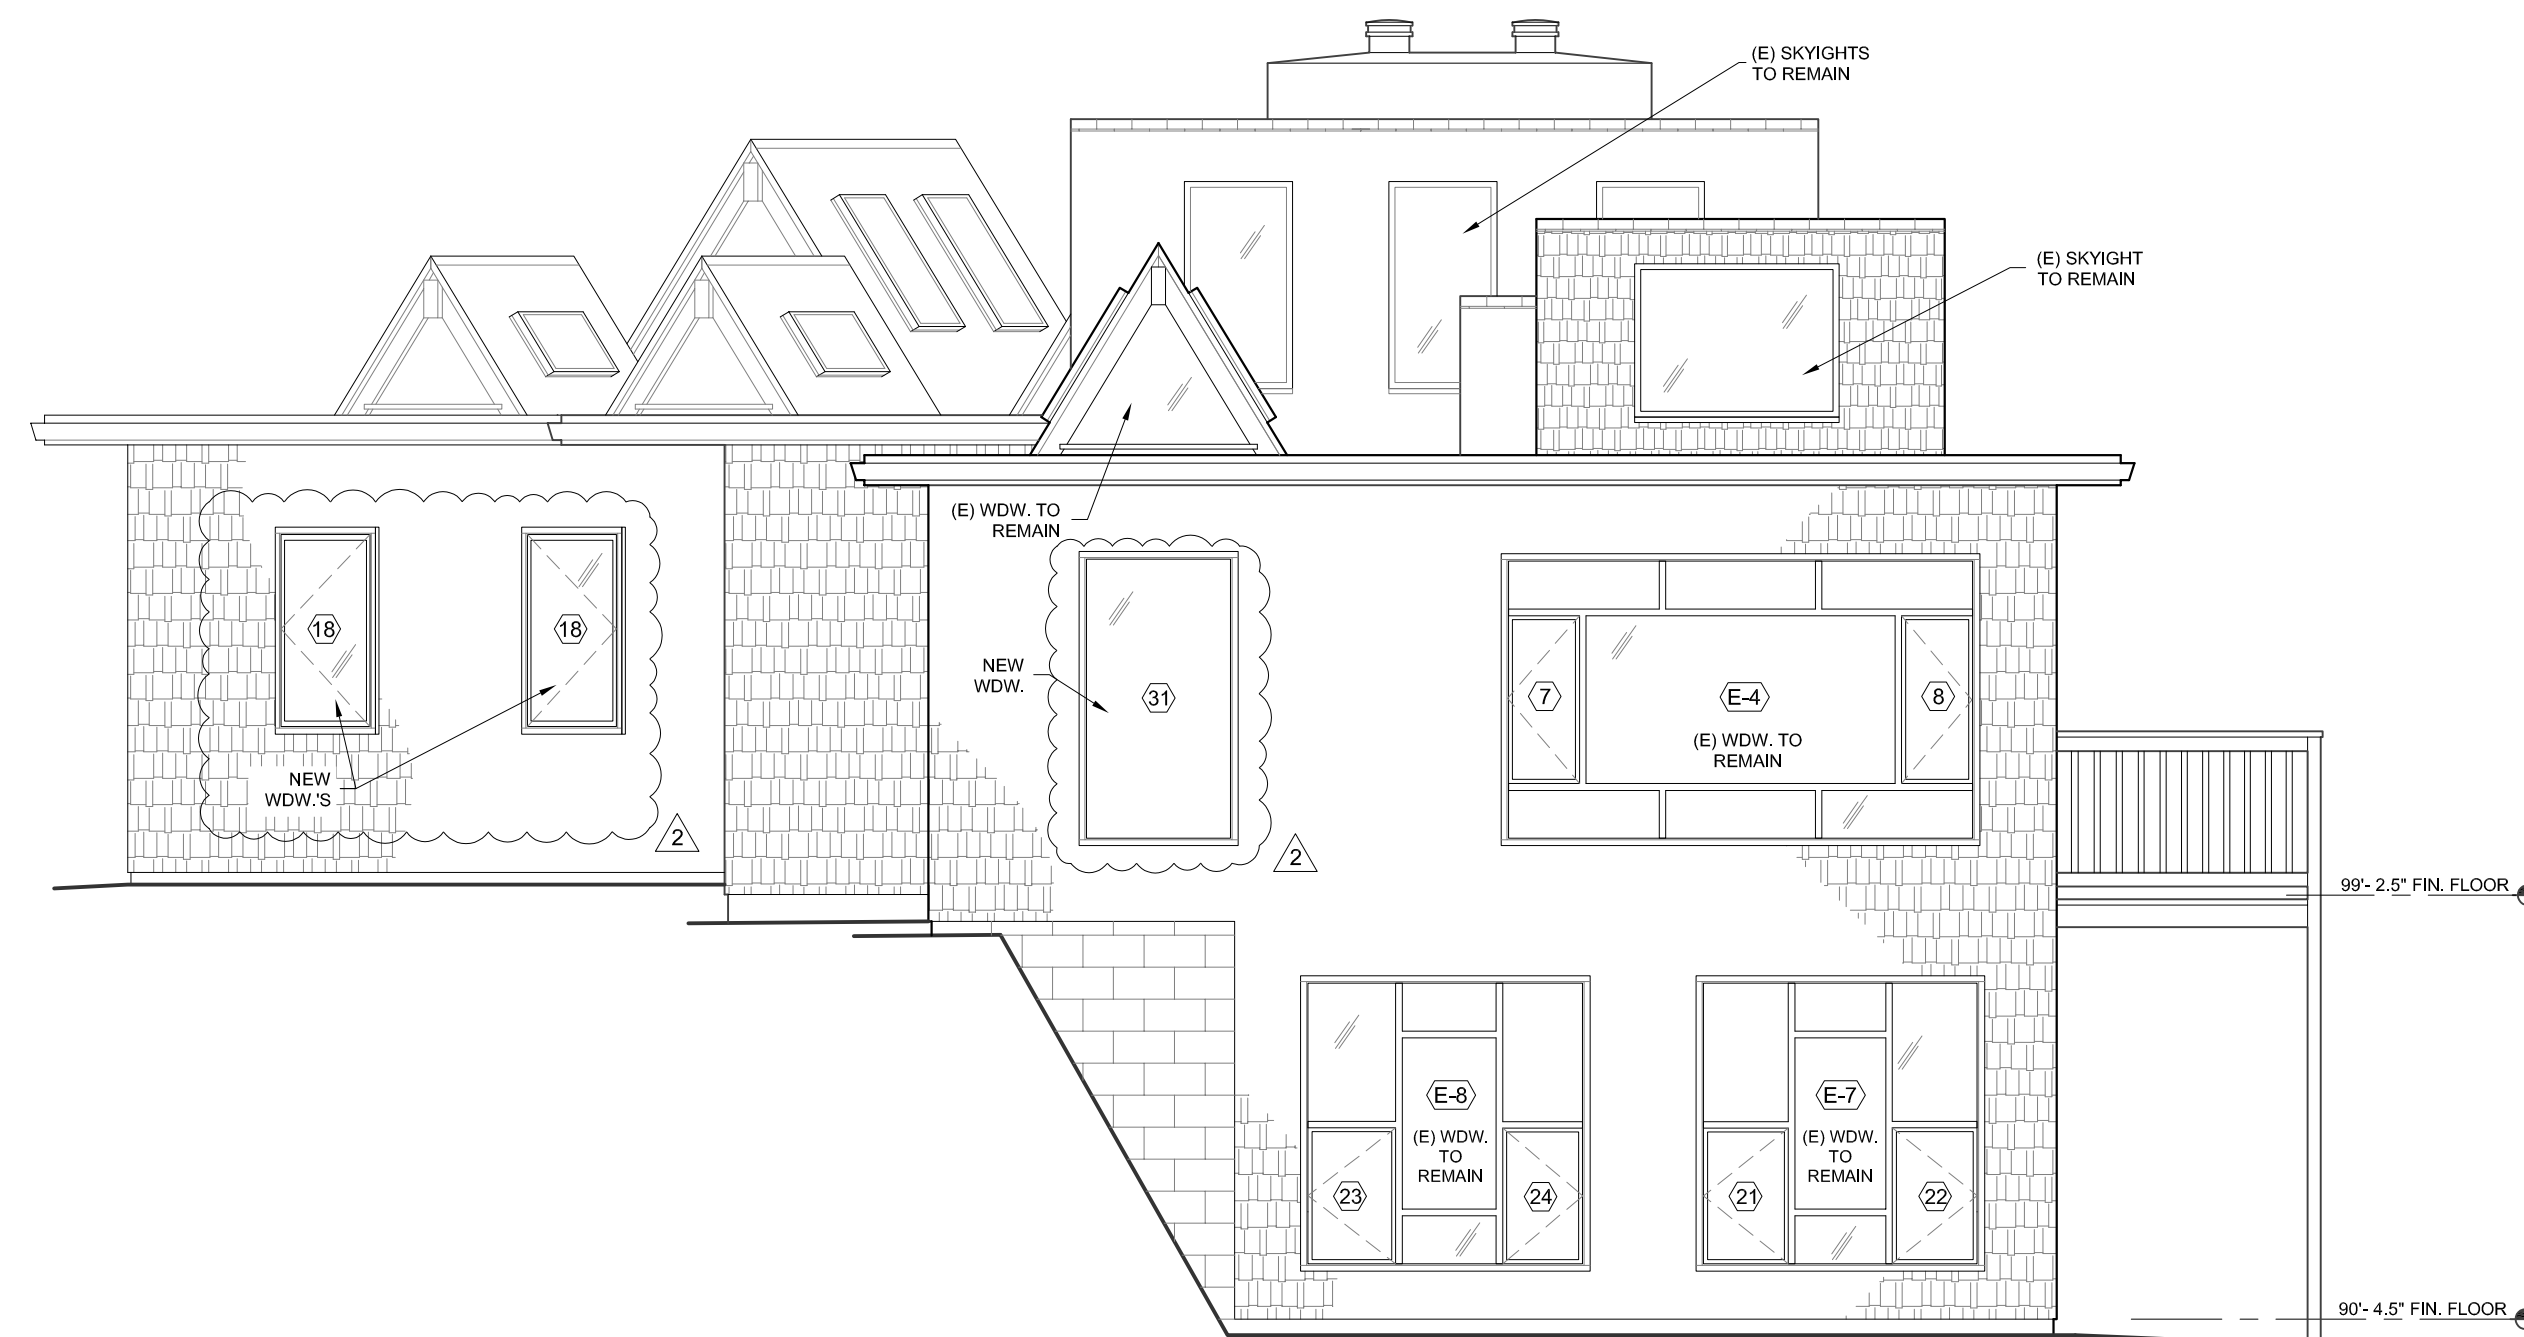 (E) SKYIGHTS
TO REMAIN
(E) SKYIGHT
TO REMAIN
(E) WDW. TO
REMAIN
18
18
NEW
WDW.'S
2
NEW
WDW.
31
2
7
E-4
8
(E) WDW. TO
REMAIN
99'- 2.5" FIN. FLOOR
E-8
(E) WDW.
TO
REMAIN
23
24
E-7
(E) WDW.
TO
REMAIN
21
22
90'- 4.5" FIN. FLOOR